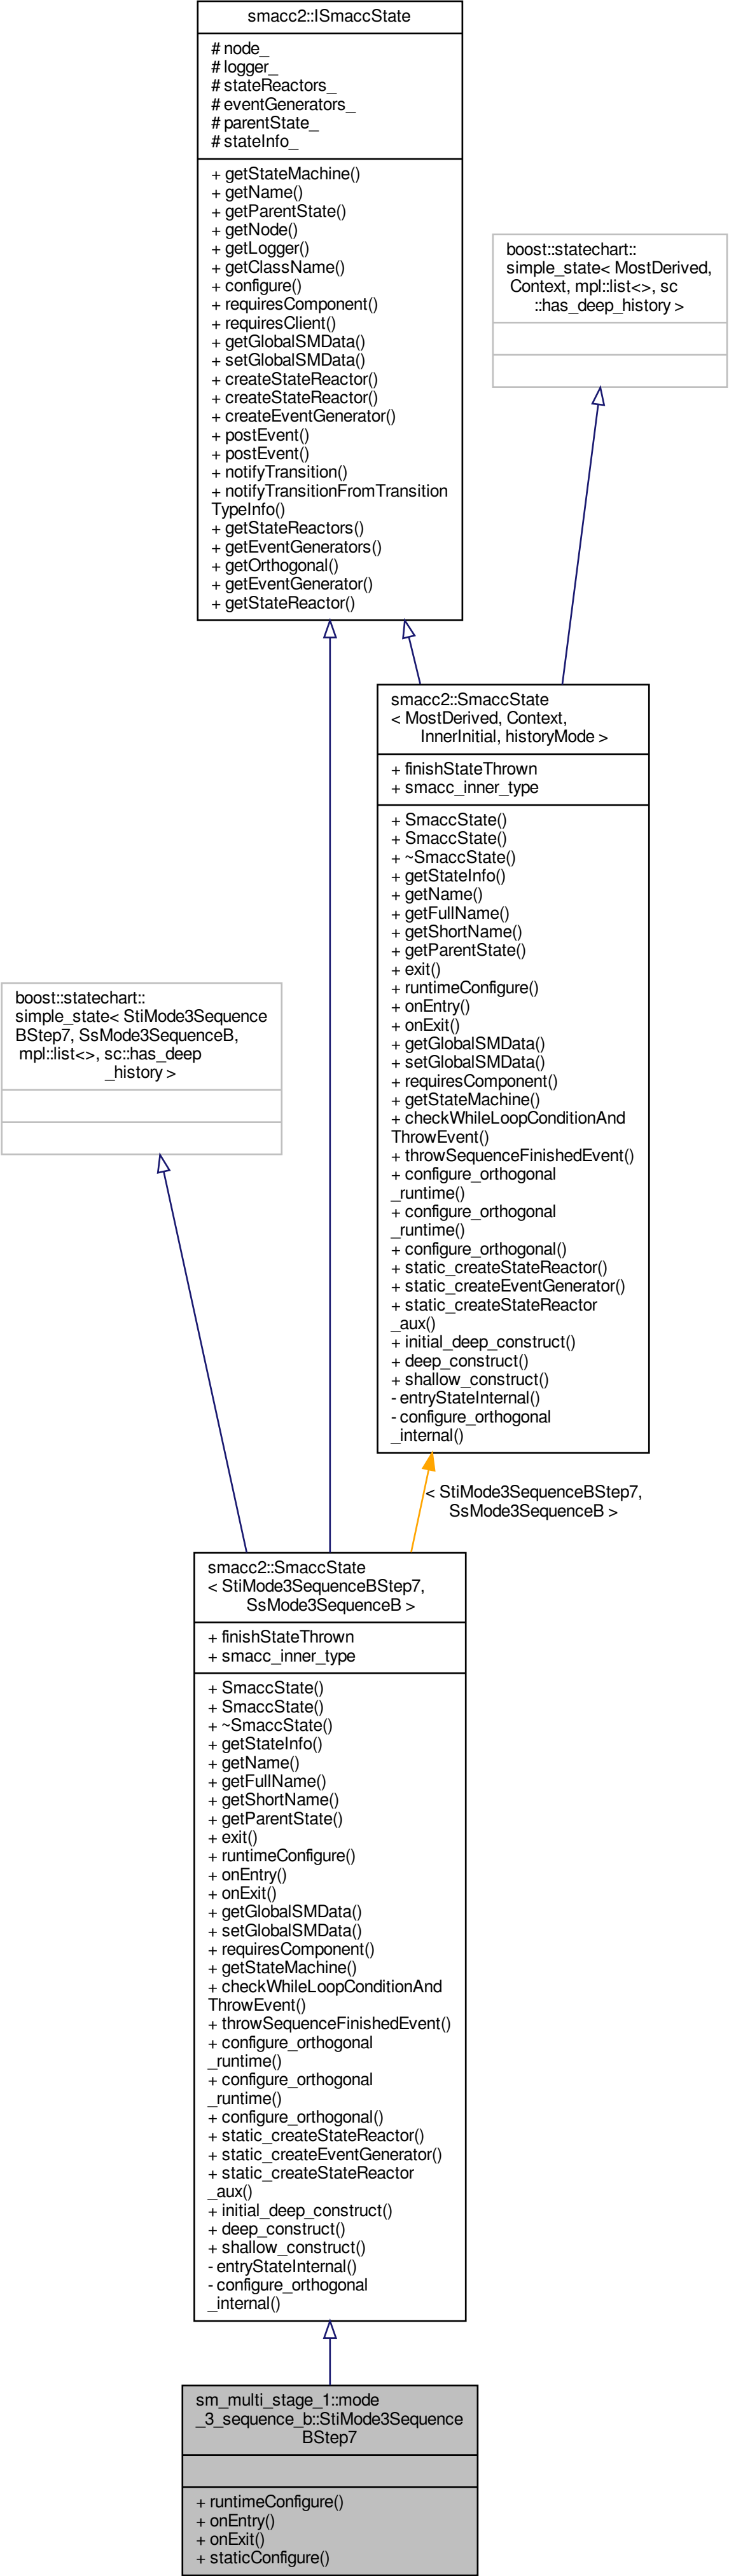 smacc2::ISmaccState
# node_
# logger_
# stateReactors_
# eventGenerators_
# parentState_
# stateInfo_
+ getStateMachine()
+ getName()
+ getParentState()
+ getNode()
+ getLogger()
+ getClassName()
+ configure()
+ requiresComponent()
+ requiresClient()
+ getGlobalSMData()
+ setGlobalSMData()
+ createStateReactor()
+ createStateReactor()
+ createEventGenerator()
+ postEvent()
+ postEvent()
+ notifyTransition()
+ notifyTransitionFromTransition
TypeInfo()
+ getStateReactors()
+ getEventGenerators()
+ getOrthogonal()
+ getEventGenerator()
+ getStateReactor()
boost::statechart::
simple_state< MostDerived,
Context, mpl::list<>, sc
::has_deep_history >
smacc2::SmaccState
< MostDerived, Context,
InnerInitial, historyMode >
+ finishStateThrown
+ smacc_inner_type
+ SmaccState()
+ SmaccState()
+ ~SmaccState()
+ getStateInfo()
+ getName()
+ getFullName()
+ getShortName()
+ getParentState()
+ exit()
+ runtimeConfigure()
+ onEntry()
+ onExit()
+ getGlobalSMData()
+ setGlobalSMData()
+ requiresComponent()
+ getStateMachine()
+ checkWhileLoopConditionAnd
ThrowEvent()
+ throwSequenceFinishedEvent()
+ configure_orthogonal
_runtime()
+ configure_orthogonal
_runtime()
+ configure_orthogonal()
+ static_createStateReactor()
+ static_createEventGenerator()
+ static_createStateReactor
_aux()
+ initial_deep_construct()
+ deep_construct()
+ shallow_construct()
- entryStateInternal()
- configure_orthogonal
_internal()
boost::statechart::
simple_state< StiMode3Sequence
BStep7, SsMode3SequenceB,
mpl::list<>, sc::has_deep
_history >
< StiMode3SequenceBStep7,
SsMode3SequenceB >
smacc2::SmaccState
< StiMode3SequenceBStep7,
SsMode3SequenceB >
+ finishStateThrown
+ smacc_inner_type
+ SmaccState()
+ SmaccState()
+ ~SmaccState()
+ getStateInfo()
+ getName()
+ getFullName()
+ getShortName()
+ getParentState()
+ exit()
+ runtimeConfigure()
+ onEntry()
+ onExit()
+ getGlobalSMData()
+ setGlobalSMData()
+ requiresComponent()
+ getStateMachine()
+ checkWhileLoopConditionAnd
ThrowEvent()
+ throwSequenceFinishedEvent()
+ configure_orthogonal
_runtime()
+ configure_orthogonal
_runtime()
+ configure_orthogonal()
+ static_createStateReactor()
+ static_createEventGenerator()
+ static_createStateReactor
_aux()
+ initial_deep_construct()
+ deep_construct()
+ shallow_construct()
- entryStateInternal()
- configure_orthogonal
_internal()
sm_multi_stage_1::mode
_3_sequence_b::StiMode3Sequence
BStep7
+ runtimeConfigure()
+ onEntry()
+ onExit()
+ staticConfigure()